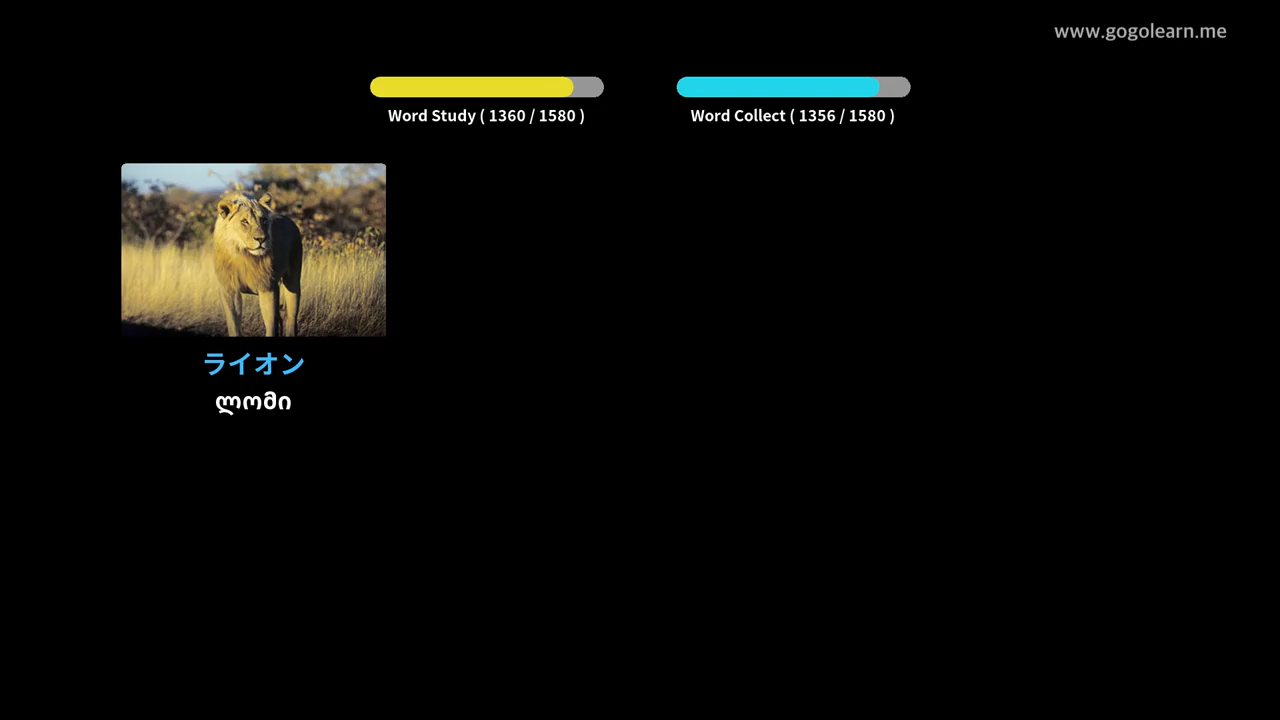 www.gogolearn.me
Word Study ( 1360 / 1580 )
Word Collect ( 1356 / 1580 )
ライオン
ლომი